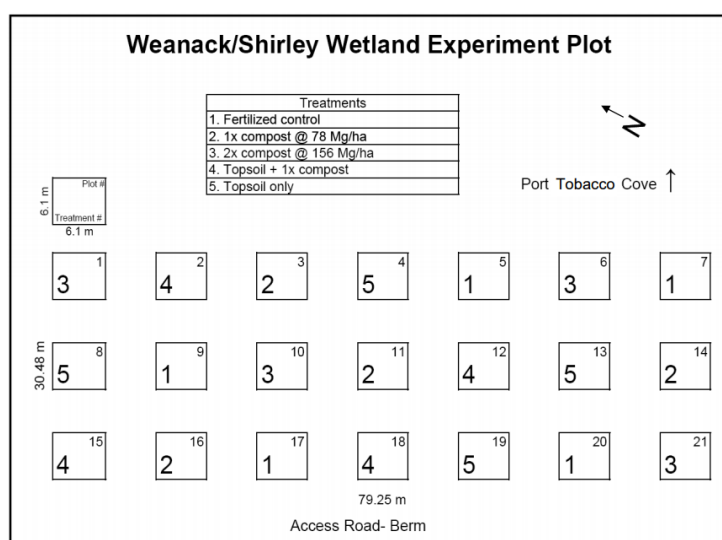 Weanack/Shirley Wetland Experiment Plot
Treatments
1. Fertilized control
2. 1x compost @ 78 Mg/ha
3. 2x compost @ 156 Mg/ha
4. Topsoil + 1x compost
5. Topsoil only
N
Port Tobacco Cove
Plot #
6.1 m
Treatment #
6.1 m
1 2 3 4 5 6 7
3 4 2 5 1 3 1
30.48 m
8 9 10 11 12 13 14
5 1 3 2 4 5 2
15 16 17 18 19 20 21
4 2 1 4 5 1 3
79.25 m
Access Road- Berm